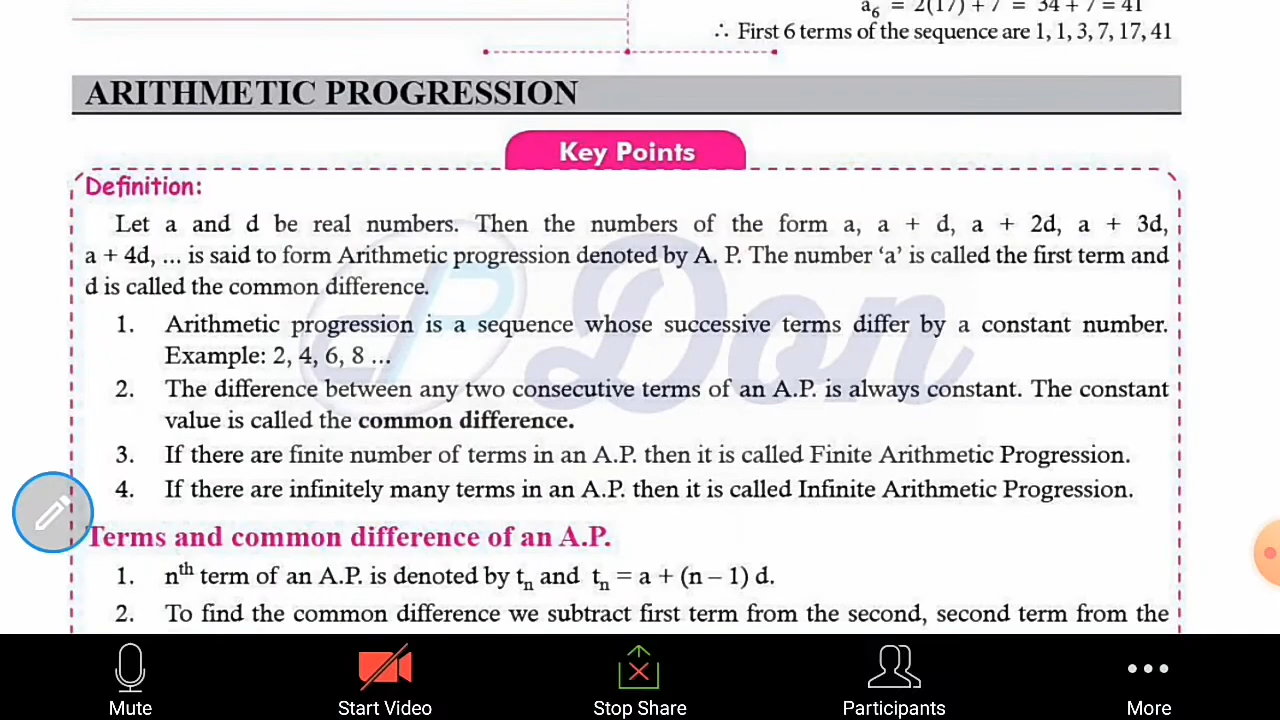 a₆ = 2(17) + 7 = 34 + 7 = 41
∴ First 6 terms of the sequence are 1, 1, 3, 7, 17, 41
ARITHMETIC PROGRESSION
Key Points
Definition:
Let a and d be real numbers. Then the numbers of the form a, a + d, a + 2d, a + 3d,
a + 4d, ... is said to form Arithmetic progression denoted by A. P. The number ‘a’ is called the first term and
d is called the common difference.
1. Arithmetic progression is a sequence whose successive terms differ by a constant number.
Example: 2, 4, 6, 8 ...
2. The difference between any two consecutive terms of an A.P. is always constant. The constant
value is called the common difference.
3. If there are finite number of terms in an A.P. then it is called Finite Arithmetic Progression.
4. If there are infinitely many terms in an A.P. then it is called Infinite Arithmetic Progression.
Terms and common difference of an A.P.
1. nᵗʰ term of an A.P. is denoted by tₙ and tₙ = a + (n – 1) d.
2. To find the common difference we subtract first term from the second, second term from the
Don
Mute
Start Video
Stop Share
Participants
More